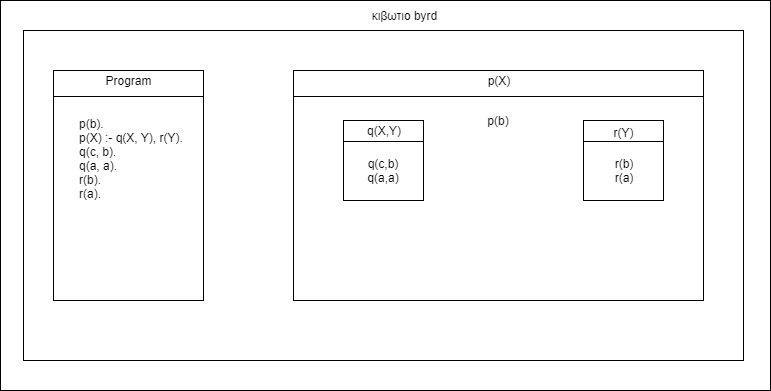 κιβωτιο byrd
Program
p(b).
p(X) :- q(X, Y), r(Y).
q(c, b).
q(a, a).
r(b).
r(a).
p(X)
p(b)
q(X,Y)
q(c,b)
q(a,a)
r(Y)
r(b)
r(a)